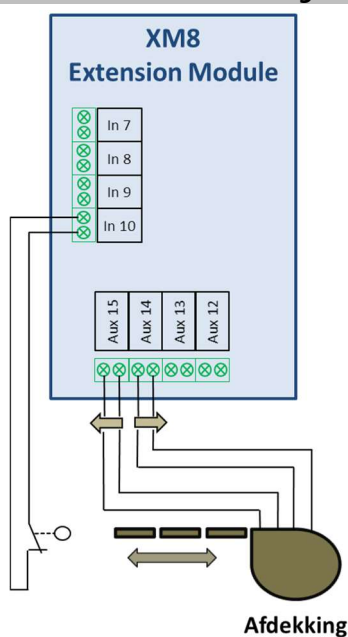 XM8
Extension Module
In 7
In 8
In 9
In 10
Aux 15
Aux 14
Aux 13
Aux 12
Afdekking